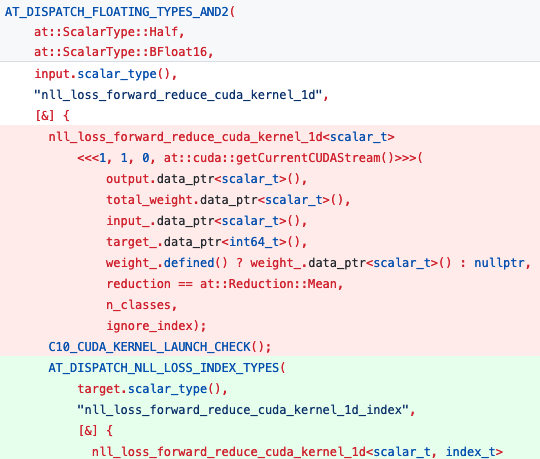 AT_DISPATCH_FLOATING_TYPES_AND2(
at::ScalarType::Half,
at::ScalarType::BFloat16,
input.scalar_type(),
"nll_loss_forward_reduce_cuda_kernel_1d",
[&] {
nll_loss_forward_reduce_cuda_kernel_1d<scalar_t>
<<<1, 1, 0, at::cuda::getCurrentCUDAStream()>>>(
output.data_ptr<scalar_t>(),
total_weight.data_ptr<scalar_t>(),
input_.data_ptr<scalar_t>(),
target_.data_ptr<int64_t>(),
weight_.defined() ? weight_.data_ptr<scalar_t>() : nullptr,
reduction == at::Reduction::Mean,
n_classes,
ignore_index);
C10_CUDA_KERNEL_LAUNCH_CHECK();
AT_DISPATCH_NLL_LOSS_INDEX_TYPES(
target.scalar_type(),
"nll_loss_forward_reduce_cuda_kernel_1d_index",
[&] {
nll_loss_forward_reduce_cuda_kernel_1d<scalar_t, index_t>